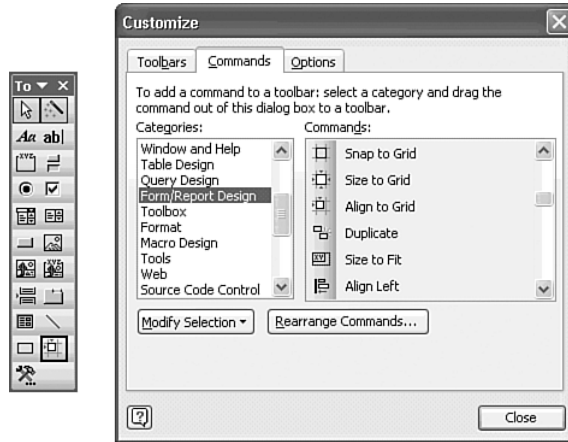 Customize
Toolbars Commands Options
To add a command to a toolbar: select a category and drag the
command out of this dialog box to a toolbar.
Categories:
Window and Help
Table Design
Query Design
Form/Report Design
Toolbox
Format
Macro Design
Tools
Web
Source Code Control
Commands:
Snap to Grid
Size to Grid
Align to Grid
Duplicate
Size to Fit
Align Left
Modify Selection
Rearrange Commands...
Close
To
Aa ab
XYZ